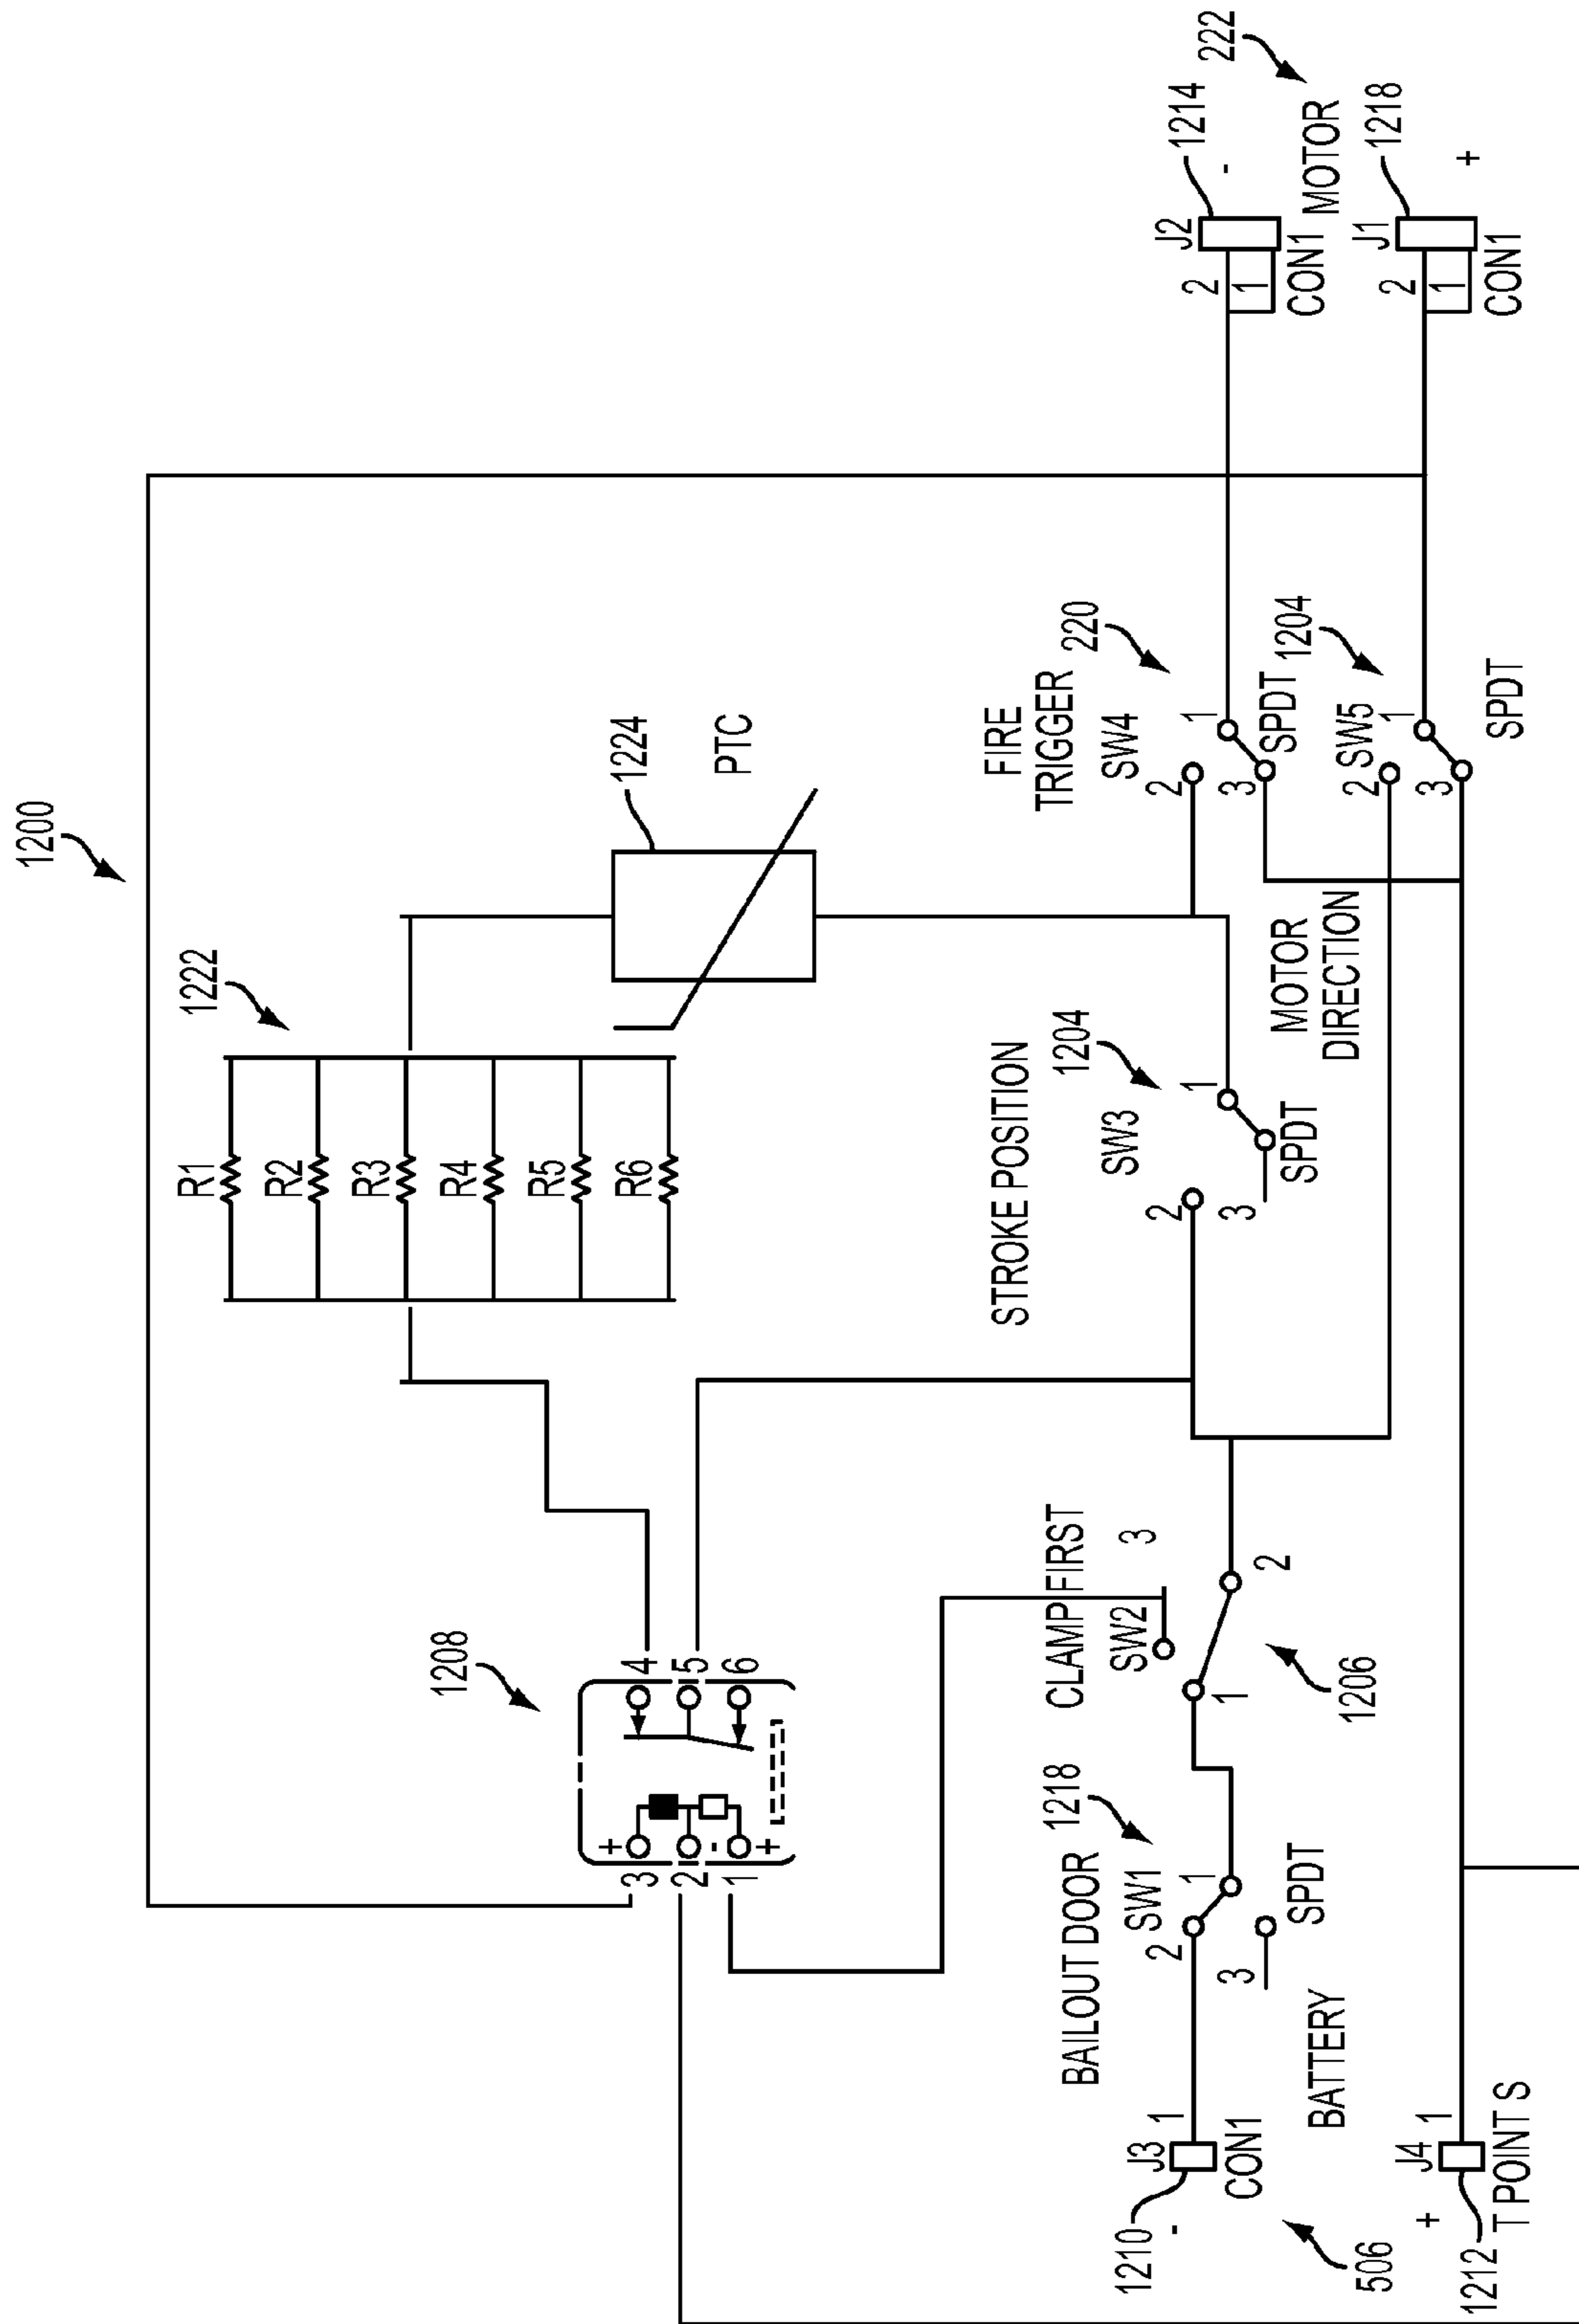 1200
1222
R1
R2
R3
R4
R5
R6
1224
PTC
1208
4
5
6
+
3
2
-
1
+
BAILOUT DOOR
1218
SW1
2
1
3
SPDT
CLAMP FIRST
SW2
3
1
2
1206
STROKE POSITION
1204
SW3
2
1
3
SPDT
FIRE
TRIGGER
220
SW4
2
1
3
SPDT
MOTOR
DIRECTION
1204
SW5
2
1
3
SPDT
J2
1214
-
2
1
CON1
MOTOR
222
J1
1218
+
2
1
CON1
1210
-
J3
1
CON1
BATTERY
506
+
J4
1
1212
T POINT S